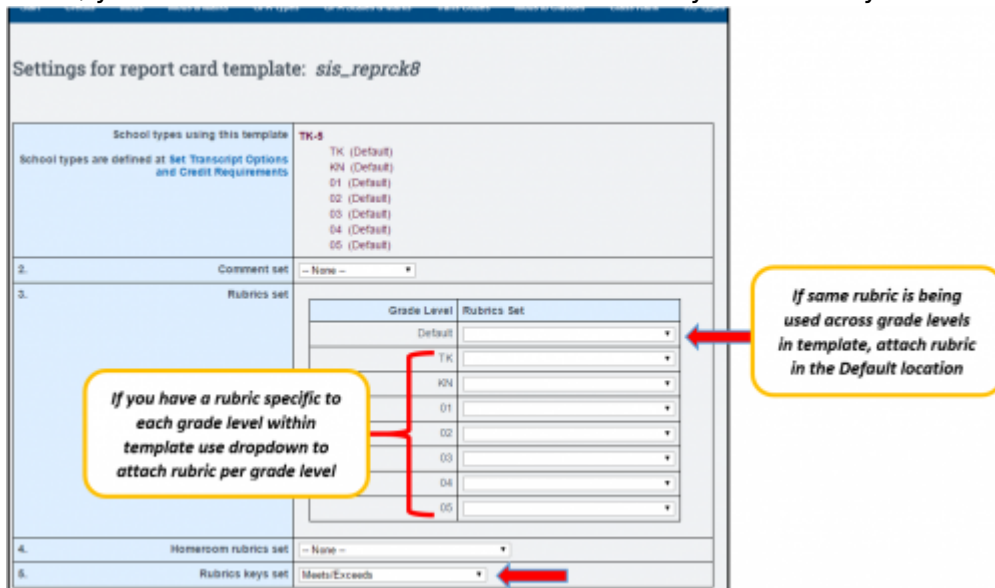 Settings for report card template: sis_reprck8
School types using this template
School types are defined at Set Transcript Options
and Credit Requirements
TK-5
TK (Default)
KN (Default)
01 (Default)
02 (Default)
03 (Default)
04 (Default)
05 (Default)
2. Comment set -- None --
3. Rubrics set
Grade Level Rubrics Set
Default
TK
KN
01
02
03
04
05
If same rubric is being
used across grade levels
in template, attach rubric
in the Default location
If you have a rubric specific to
each grade level within
template use dropdown to
attach rubric per grade level
4. Homeroom rubrics set -- None --
5. Rubrics keys set Meets/Exceeds